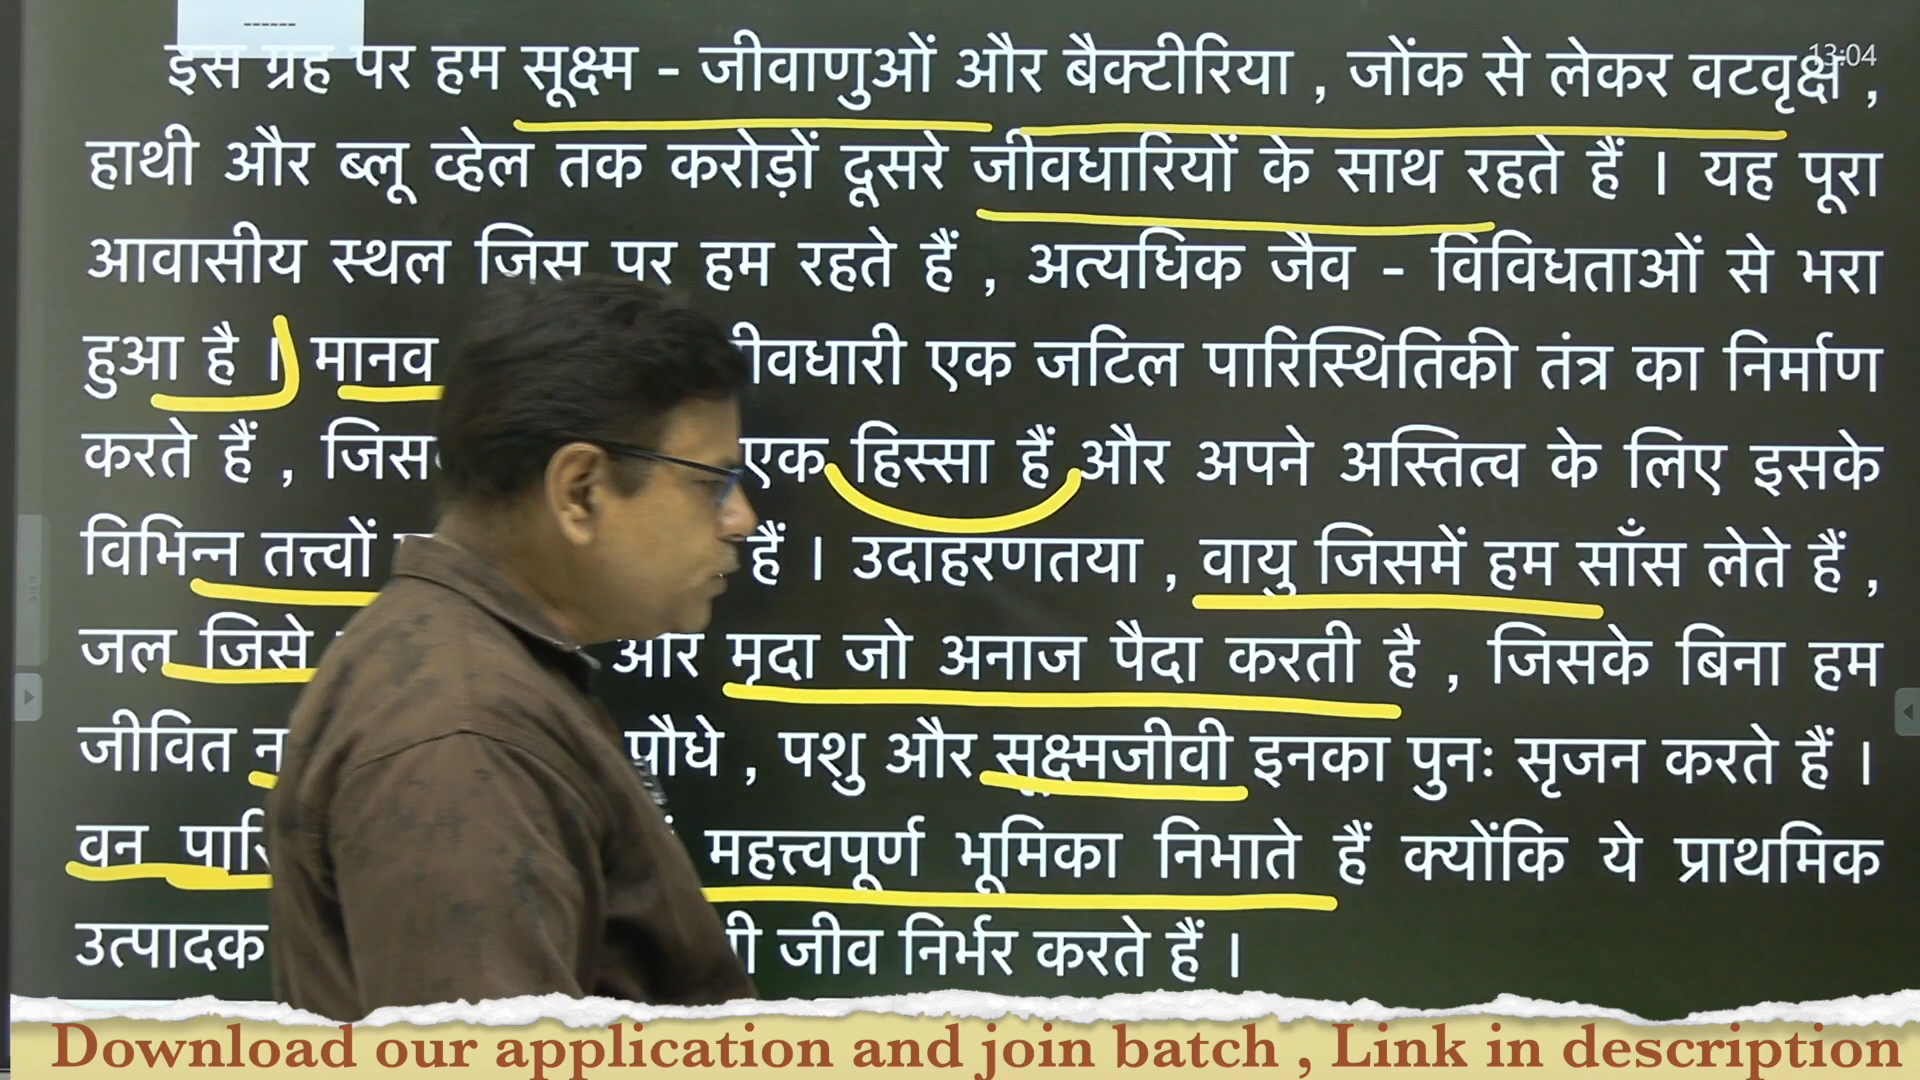 ------
13:04
इस ग्रह पर हम सूक्ष्म - जीवाणुओं और बैक्टीरिया , जोंक से लेकर वटवृक्ष ,
हाथी और ब्लू व्हेल तक करोड़ों दूसरे जीवधारियों के साथ रहते हैं । यह पूरा
आवासीय स्थल जिस पर हम रहते हैं , अत्यधिक जैव - विविधताओं से भरा
हुआ है । मानव एक जटिल पारिस्थितिकी तंत्र का निर्माण
करते हैं , एक हिस्सा हैं और अपने अस्तित्व के लिए इसके
विभिन्न तत्त्वों हैं । उदाहरणतया , वायु जिसमें हम साँस लेते हैं ,
जल जिसे और मृदा जो अनाज पैदा करती है , जिसके बिना हम
जीवित पौधे , पशु और सूक्ष्मजीवी इनका पुनः सृजन करते हैं ।
वन महत्त्वपूर्ण भूमिका निभाते हैं क्योंकि ये प्राथमिक
उत्पादक जीव निर्भर करते हैं ।
Download our application and join batch , Link in description